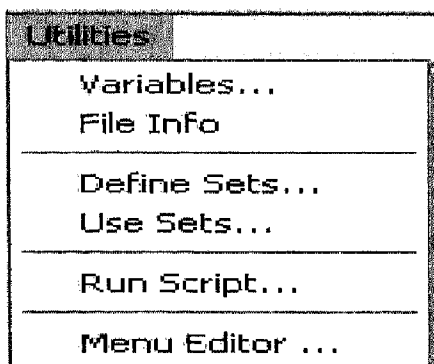 Utilities
Variables...
File Info
Define Sets...
Use Sets...
Run Script...
Menu Editor ...